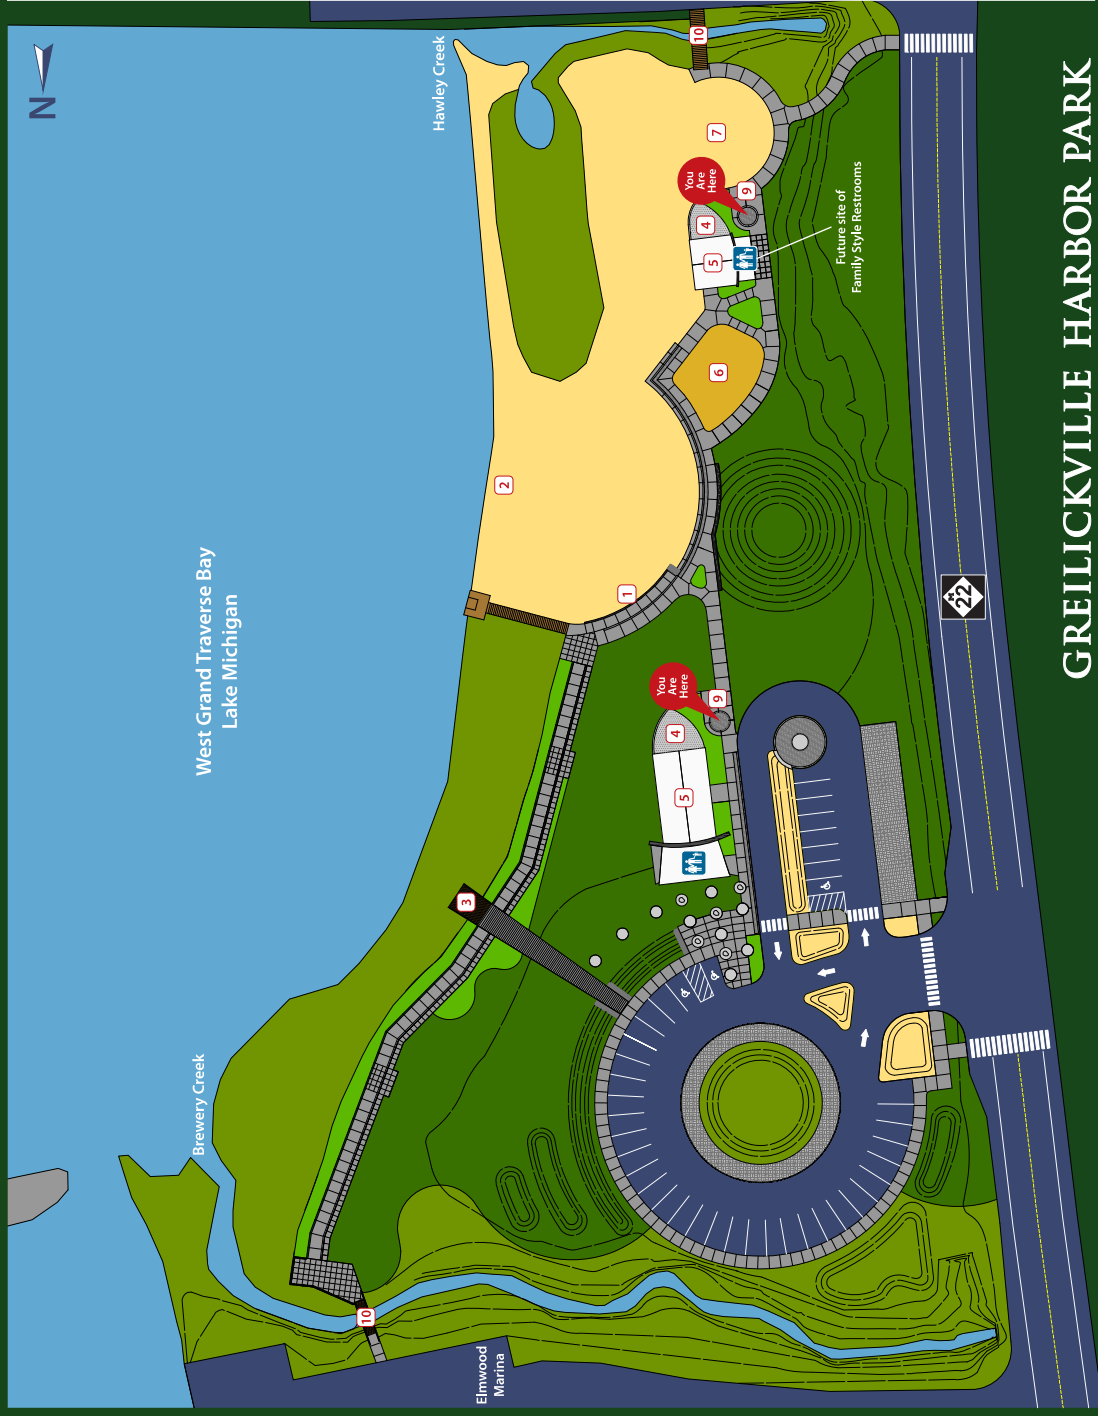 N
West Grand Traverse Bay
Lake Michigan
Brewery Creek
Hawley Creek
10
3
2
Elmwood
Marina
1
You
Are
Here
4
5
9
You
Are
Here
4
5
9
6
7
10
Future site of
Family Style Restrooms
M
22
GREILICKVILLE HARBOR PARK